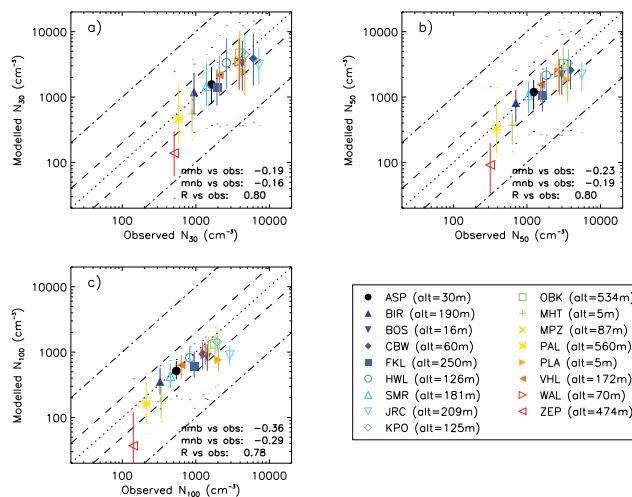 a)
10000
1000
100
Modelled N30 (cm−3)
nmb vs obs: −0.19
mnb vs obs: −0.16
R vs obs: 0.80
100 1000 10000
Observed N30 (cm−3)
b)
10000
1000
100
Modelled N50 (cm−3)
nmb vs obs: −0.23
mnb vs obs: −0.19
R vs obs: 0.80
100 1000 10000
Observed N50 (cm−3)
c)
10000
1000
100
Modelled N100 (cm−3)
nmb vs obs: −0.36
mnb vs obs: −0.29
R vs obs: 0.78
100 1000 10000
Observed N100 (cm−3)
ASP (alt=30m)
BIR (alt=190m)
BOS (alt=16m)
CBW (alt=60m)
FKL (alt=250m)
HWL (alt=126m)
SMR (alt=181m)
JRC (alt=209m)
KPO (alt=125m)
OBK (alt=534m)
MHT (alt=5m)
MPZ (alt=87m)
PAL (alt=560m)
PLA (alt=5m)
VHL (alt=172m)
WAL (alt=70m)
ZEP (alt=474m)